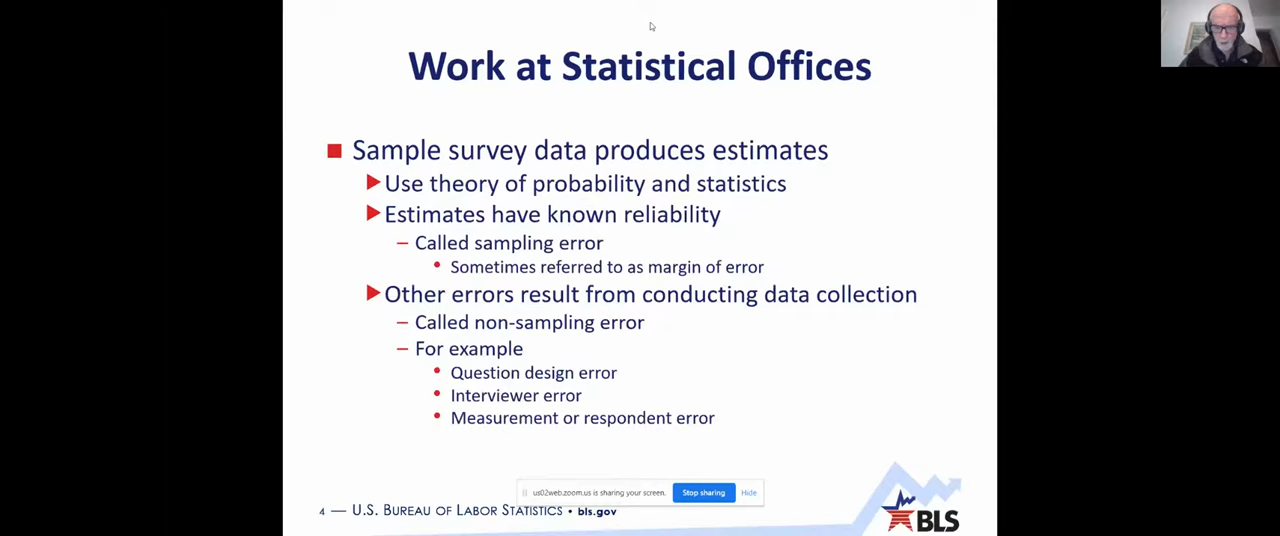 Work at Statistical Offices
Sample survey data produces estimates
Use theory of probability and statistics
Estimates have known reliability
– Called sampling error
• Sometimes referred to as margin of error
Other errors result from conducting data collection
– Called non-sampling error
– For example
• Question design error
• Interviewer error
• Measurement or respondent error
us02web.zoom.us is sharing your screen. Stop sharing Hide
4 — U.S. BUREAU OF LABOR STATISTICS • bls.gov
BLS